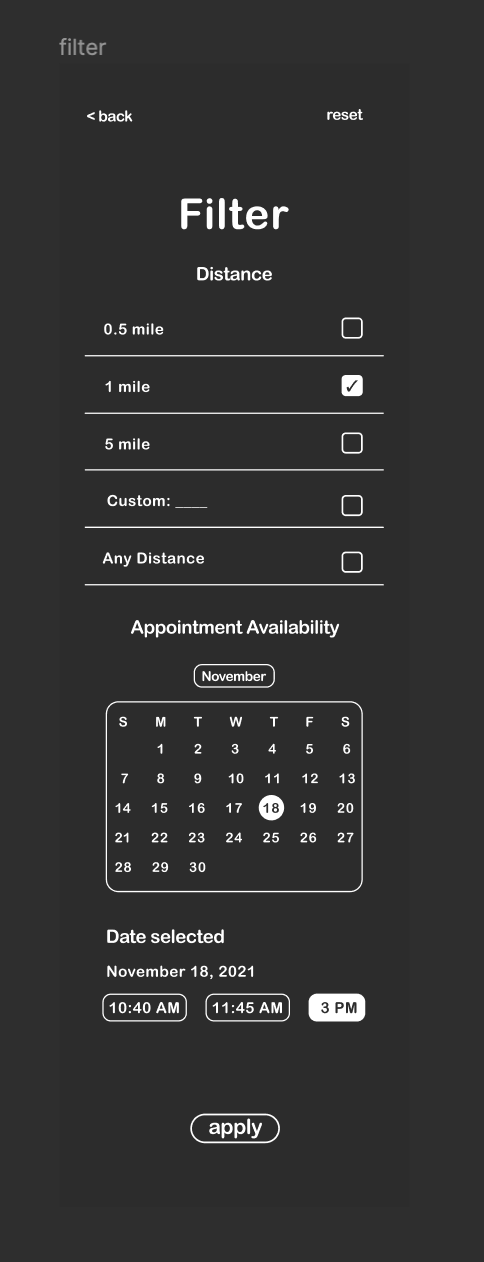 filter
< back reset
Filter
Distance
0.5 mile
1 mile ✓
5 mile
Custom: ____
Any Distance
Appointment Availability
November
S M T W T F S
1 2 3 4 5 6
7 8 9 10 11 12 13
14 15 16 17 18 19 20
21 22 23 24 25 26 27
28 29 30
Date selected
November 18, 2021
10:40 AM 11:45 AM 3 PM
apply